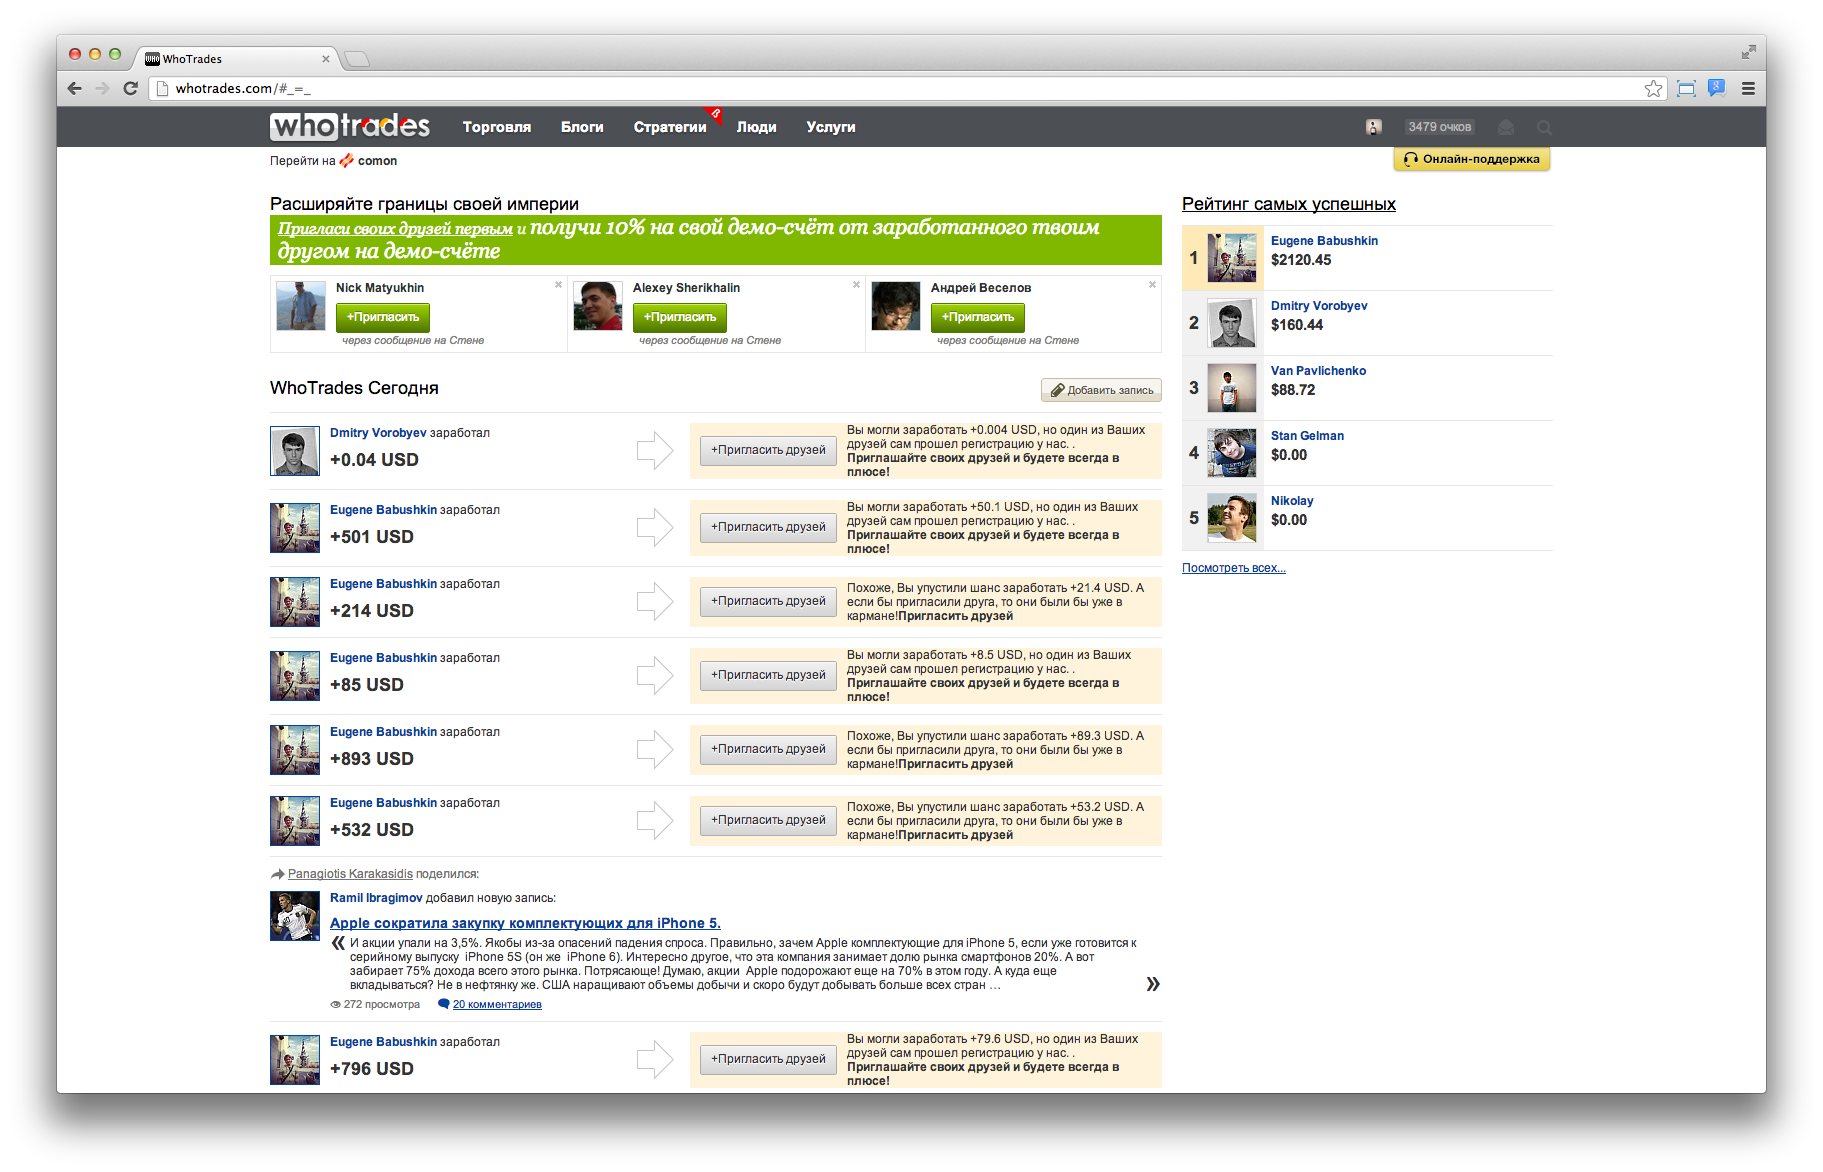 WHO WhoTrades
whotrades.com/#_=_
whotrades
Торговля
Блоги
Стратегии
β
Люди
Услуги
3479 очков
Перейти на comon
Онлайн-поддержка
Расширяйте границы своей империи
Пригласи своих друзей первым и получи 10% на свой демо-счёт от заработанного твоим
другом на демо-счёте
Nick Matyukhin
+Пригласить
через сообщение на Стене
Alexey Sherikhalin
+Пригласить
через сообщение на Стене
Андрей Веселов
+Пригласить
через сообщение на Стене
WhoTrades Сегодня
Добавить запись
Dmitry Vorobyev заработал
+0.04 USD
+Пригласить друзей
Вы могли заработать +0.004 USD, но один из Ваших
друзей сам прошел регистрацию у нас. .
Приглашайте своих друзей и будете всегда в
плюсе!
Eugene Babushkin заработал
+501 USD
+Пригласить друзей
Вы могли заработать +50.1 USD, но один из Ваших
друзей сам прошел регистрацию у нас. .
Приглашайте своих друзей и будете всегда в
плюсе!
Eugene Babushkin заработал
+214 USD
+Пригласить друзей
Похоже, Вы упустили шанс заработать +21.4 USD. А
если бы пригласили друга, то они были бы уже в
кармане!Пригласить друзей
Eugene Babushkin заработал
+85 USD
+Пригласить друзей
Вы могли заработать +8.5 USD, но один из Ваших
друзей сам прошел регистрацию у нас. .
Приглашайте своих друзей и будете всегда в
плюсе!
Eugene Babushkin заработал
+893 USD
+Пригласить друзей
Похоже, Вы упустили шанс заработать +89.3 USD. А
если бы пригласили друга, то они были бы уже в
кармане!Пригласить друзей
Eugene Babushkin заработал
+532 USD
+Пригласить друзей
Похоже, Вы упустили шанс заработать +53.2 USD. А
если бы пригласили друга, то они были бы уже в
кармане!Пригласить друзей
Panagiotis Karakasidis поделился:
Ramil Ibragimov добавил новую запись:
Apple сократила закупку комплектующих для iPhone 5.
« И акции упали на 3,5%. Якобы из-за опасений падения спроса. Правильно, зачем Apple комплектующие для iPhone 5, если уже готовится к
серийному выпуску iPhone 5S (он же iPhone 6). Интересно другое, что эта компания занимает долю рынка смартфонов 20%. А вот
забирает 75% дохода всего этого рынка. Потрясающе! Думаю, акции Apple подорожают еще на 70% в этом году. А куда еще
вкладываться? Не в нефтянку же. США наращивают объемы добычи и скоро будут добывать больше всех стран … »
272 просмотра
20 комментариев
Eugene Babushkin заработал
+796 USD
+Пригласить друзей
Вы могли заработать +79.6 USD, но один из Ваших
друзей сам прошел регистрацию у нас. .
Приглашайте своих друзей и будете всегда в
плюсе!
Рейтинг самых успешных
1
Eugene Babushkin
$2120.45
2
Dmitry Vorobyev
$160.44
3
Van Pavlichenko
$88.72
4
Stan Gelman
$0.00
5
Nikolay
$0.00
Посмотреть всех...